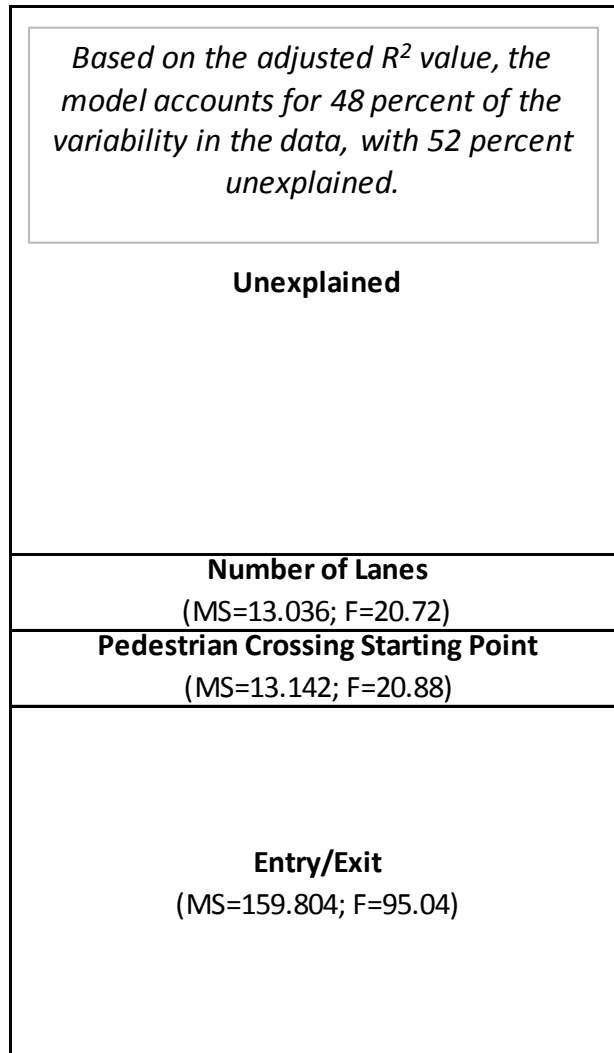 Based on the adjusted R² value, the
model accounts for 48 percent of the
variability in the data, with 52 percent
unexplained.
Unexplained
Number of Lanes
(MS=13.036; F=20.72)
Pedestrian Crossing Starting Point
(MS=13.142; F=20.88)
Entry/Exit
(MS=159.804; F=95.04)